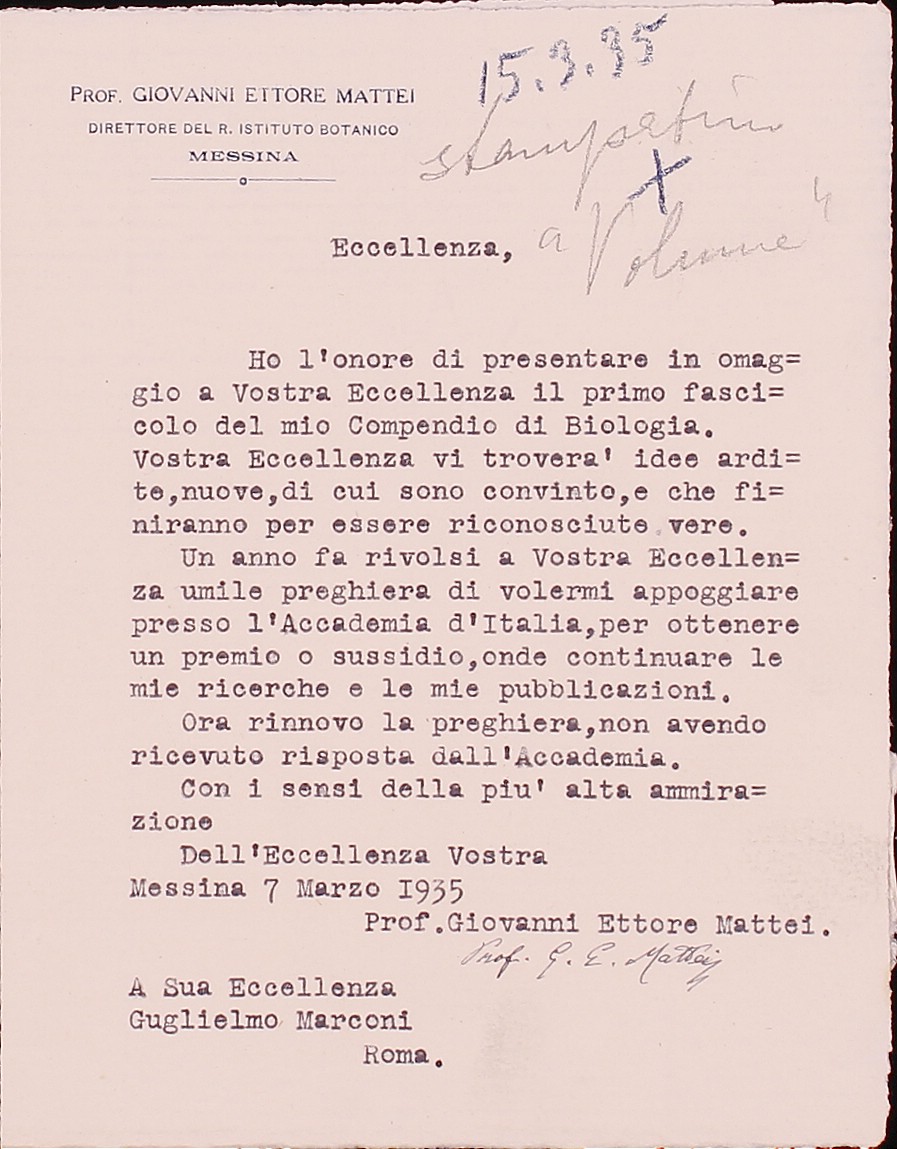 15.3.35
PROF. GIOVANNI ETTORE MATTEI
DIRETTORE DEL R. ISTITUTO BOTANICO
MESSINA
stampatino
X
a Volume
Eccellenza,
Ho l'onore di presentare in omag=
gio a Vostra Eccellenza il primo fasci=
colo del mio Compendio di Biologia.
Vostra Eccellenza vi trovera' idee ardi=
te,nuove,di cui sono convinto,e che fi=
niranno per essere riconosciute vere.
Un anno fa rivolsi a Vostra Eccellen=
za umile preghiera di volermi appoggiare
presso l'Accademia d'Italia,per ottenere
un premio o sussidio,onde continuare le
mie ricerche e le mie pubblicazioni.
Ora rinnovo la preghiera,non avendo
ricevuto risposta dall'Accademia.
Con i sensi della piu' alta ammira=
zione
Dell'Eccellenza Vostra
Messina 7 Marzo 1935
Prof.Giovanni Ettore Mattei.
Prof. G. E. Mattei
A Sua Eccellenza
Guglielmo Marconi
Roma.